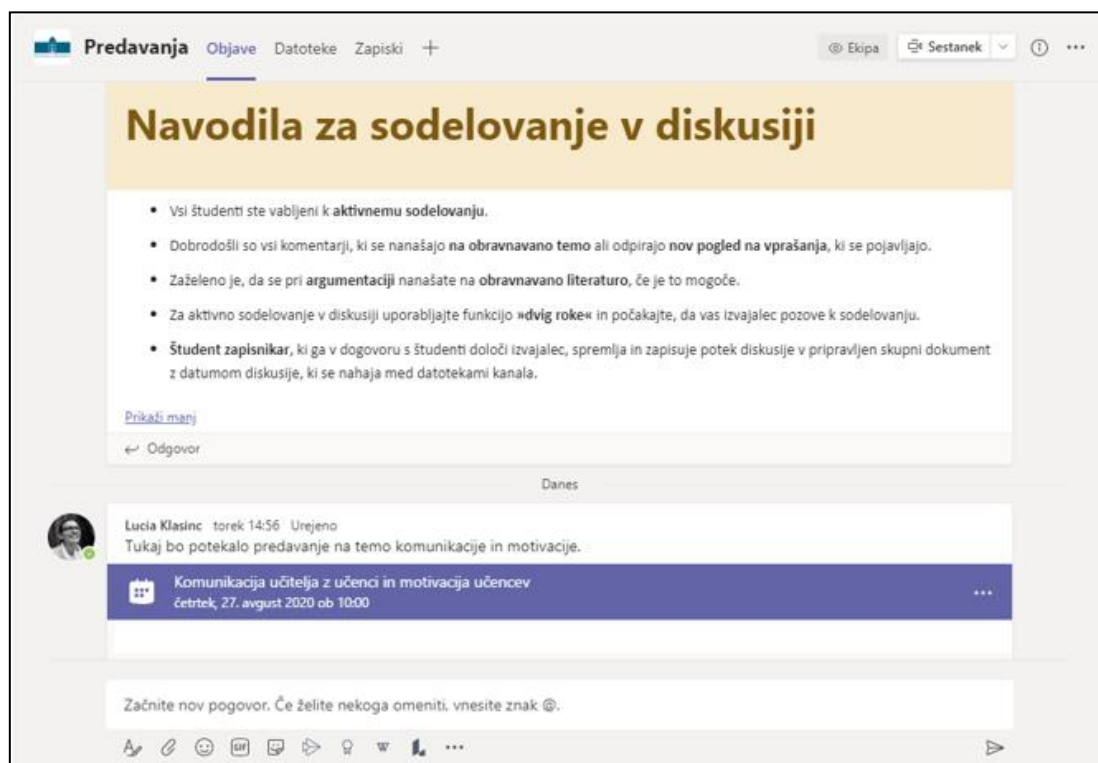 Predavanja Objave Datoteke Zapiski + Ekipa Sestanek
Navodila za sodelovanje v diskusiji
• Vsi študenti ste vabljeni k aktivnemu sodelovanju.
• Dobrodošli so vsi komentarji, ki se nanašajo na obravnavano temo ali odpirajo nov pogled na vprašanja, ki se pojavljajo.
• Zaželeno je, da se pri argumentaciji nanašate na obravnavano literaturo, če je to mogoče.
• Za aktivno sodelovanje v diskusiji uporabljajte funkcijo »dvig roke« in počakajte, da vas izvajalec pozove k sodelovanju.
• Študent zapisnikar, ki ga v dogovoru s študenti določi izvajalec, spremlja in zapisuje potek diskusije v pripravljen skupni dokument
z datumom diskusije, ki se nahaja med datotekami kanala.
Prikaži manj
Odgovor
Danes
Lucia Klasinc torek 14:56 Urejeno
Tukaj bo potekalo predavanje na temo komunikacije in motivacije.
Komunikacija učitelja z učenci in motivacija učencev
četrtek, 27. avgust 2020 ob 10:00
Začnite nov pogovor. Če želite nekoga omeniti, vnesite znak @.
GIF W